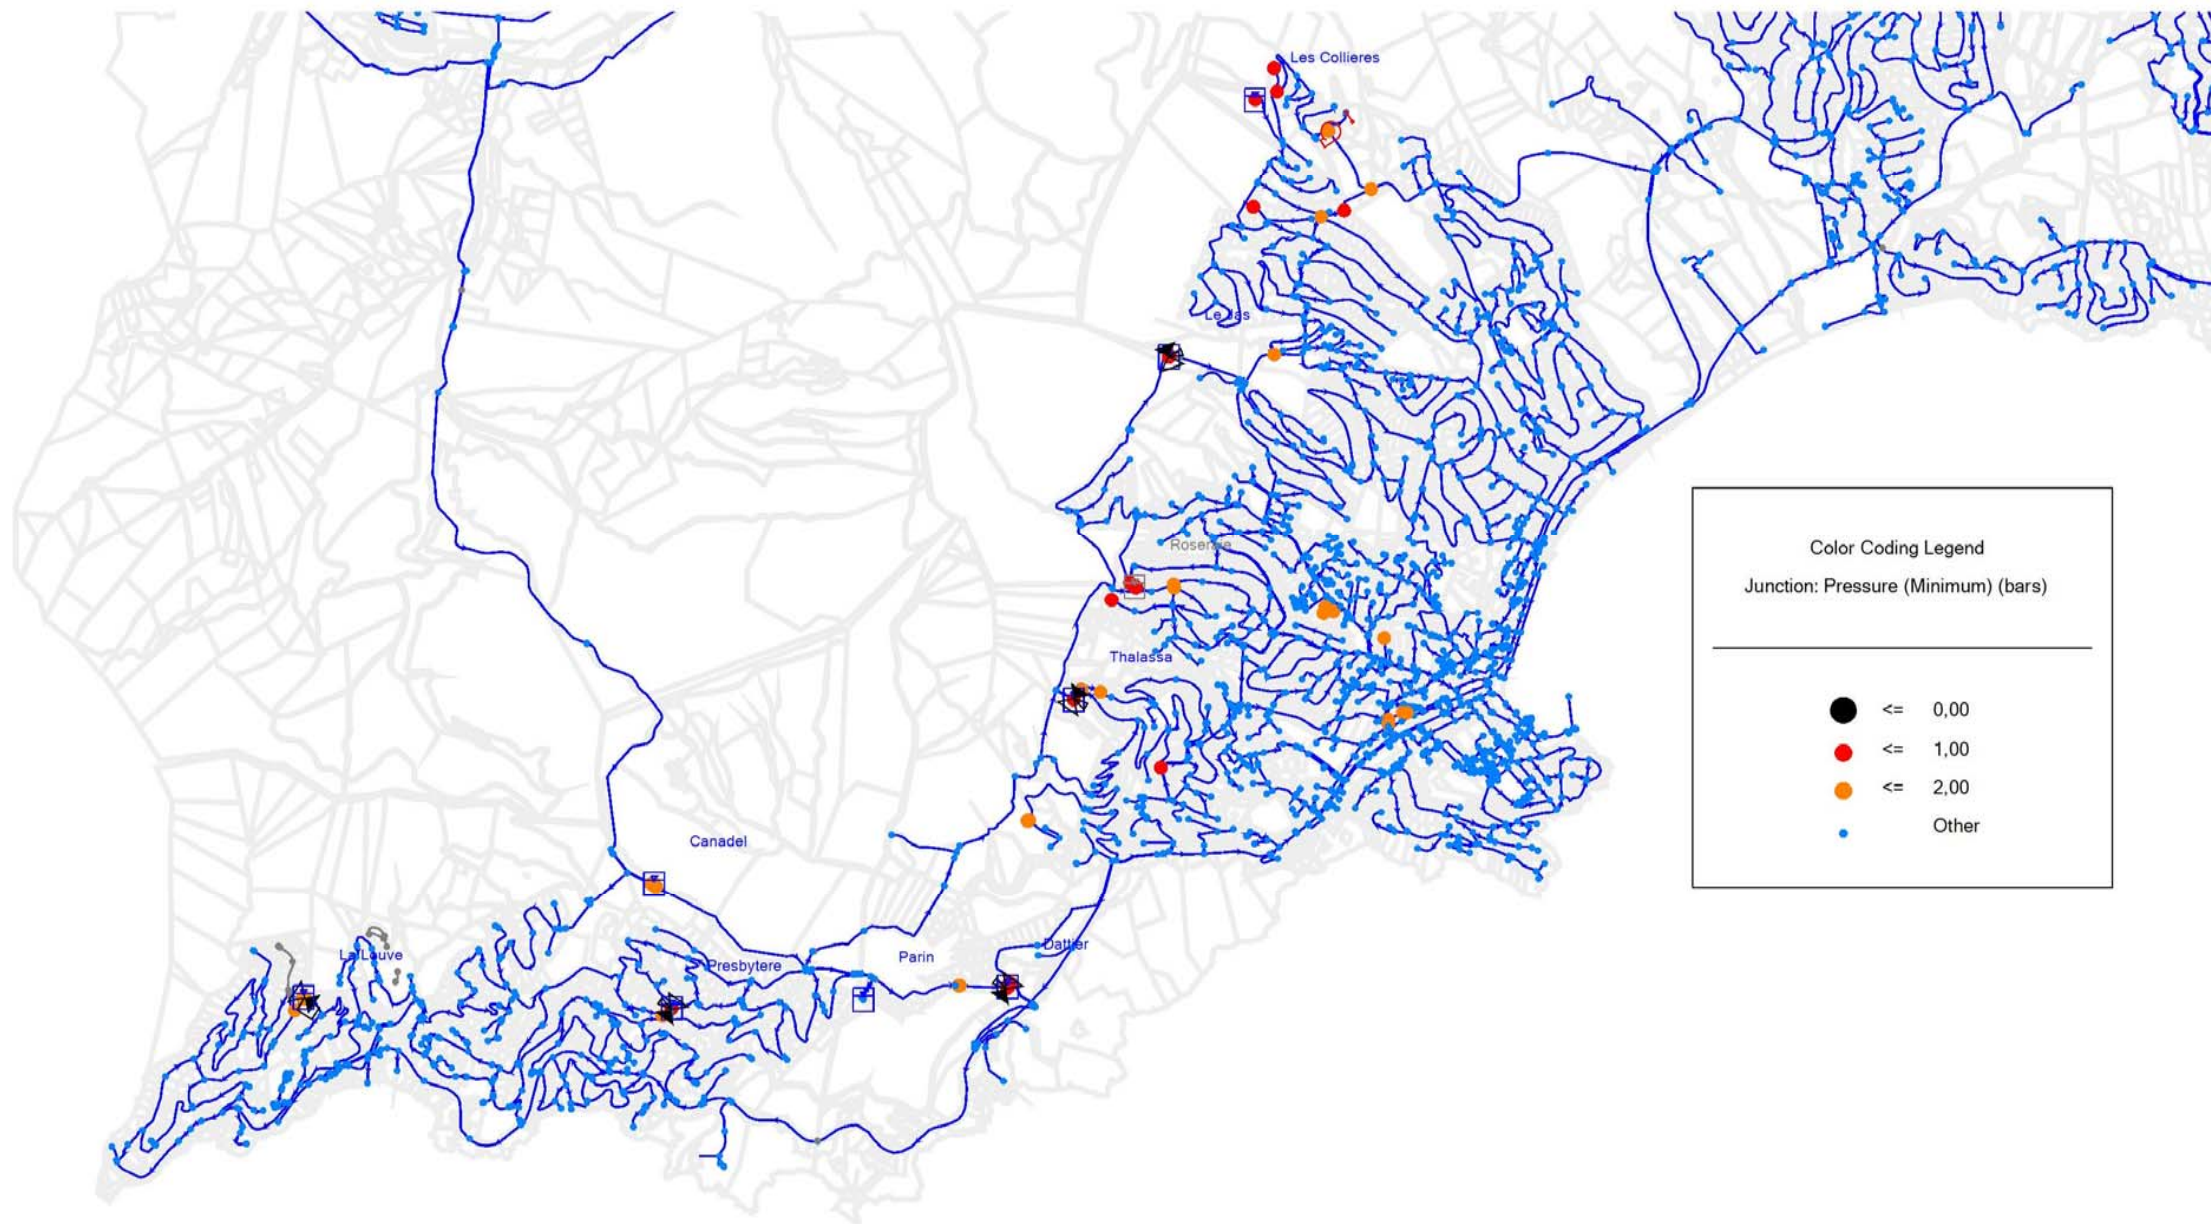 Les Collieres
Le Jas
Roseraie
Thalassa
Canadel
La Louve
Presbytere
Parin
Dattier
Color Coding Legend
Junction: Pressure (Minimum) (bars)
<= 0,00
<= 1,00
<= 2,00
Other